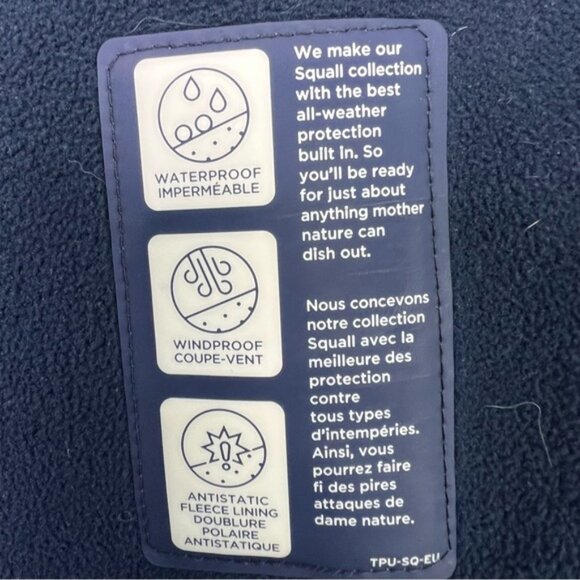 WATERPROOF
IMPERMÉABLE
WINDPROOF
COUPE-VENT
ANTISTATIC
FLEECE LINING
DOUBLURE
POLAIRE
ANTISTATIQUE
We make our
Squall collection
with the best
all-weather
protection
built in. So
you'll be ready
for just about
anything mother
nature can
dish out.
Nous concevons
notre collection
Squall avec la
meilleure des
protection
contre
tous types
d'intempéries.
Ainsi, vous
pourrez faire
fi des pires
attaques de
dame nature.
TPU-SQ-EU